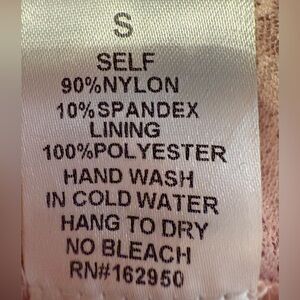 S
SELF
90%NYLON
10%SPANDEX
LINING
100%POLYESTER
HAND WASH
IN COLD WATER
HANG TO DRY
NO BLEACH
RN#162950